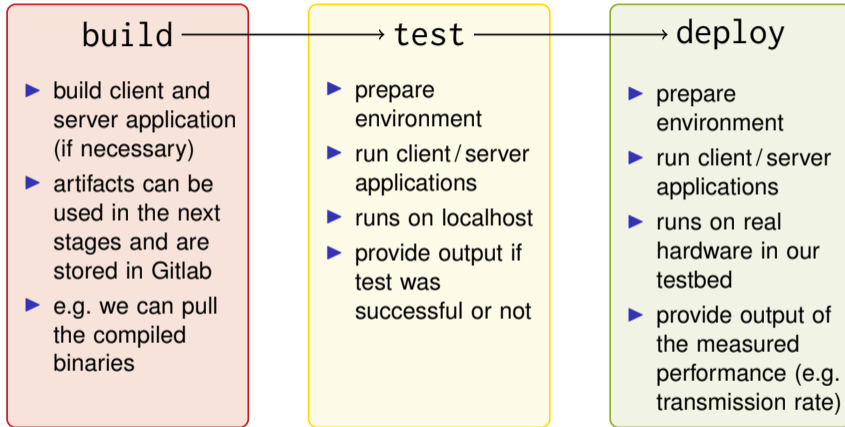 build
build client and
server application
(if necessary)
artifacts can be
used in the next
stages and are
stored in Gitlab
e.g. we can pull
the compiled
binaries
test
prepare
environment
run client / server
applications
runs on localhost
provide output if
test was
successful or not
deploy
prepare
environment
run client / server
applications
runs on real
hardware in our
testbed
provide output of
the measured
performance (e.g.
transmission rate)